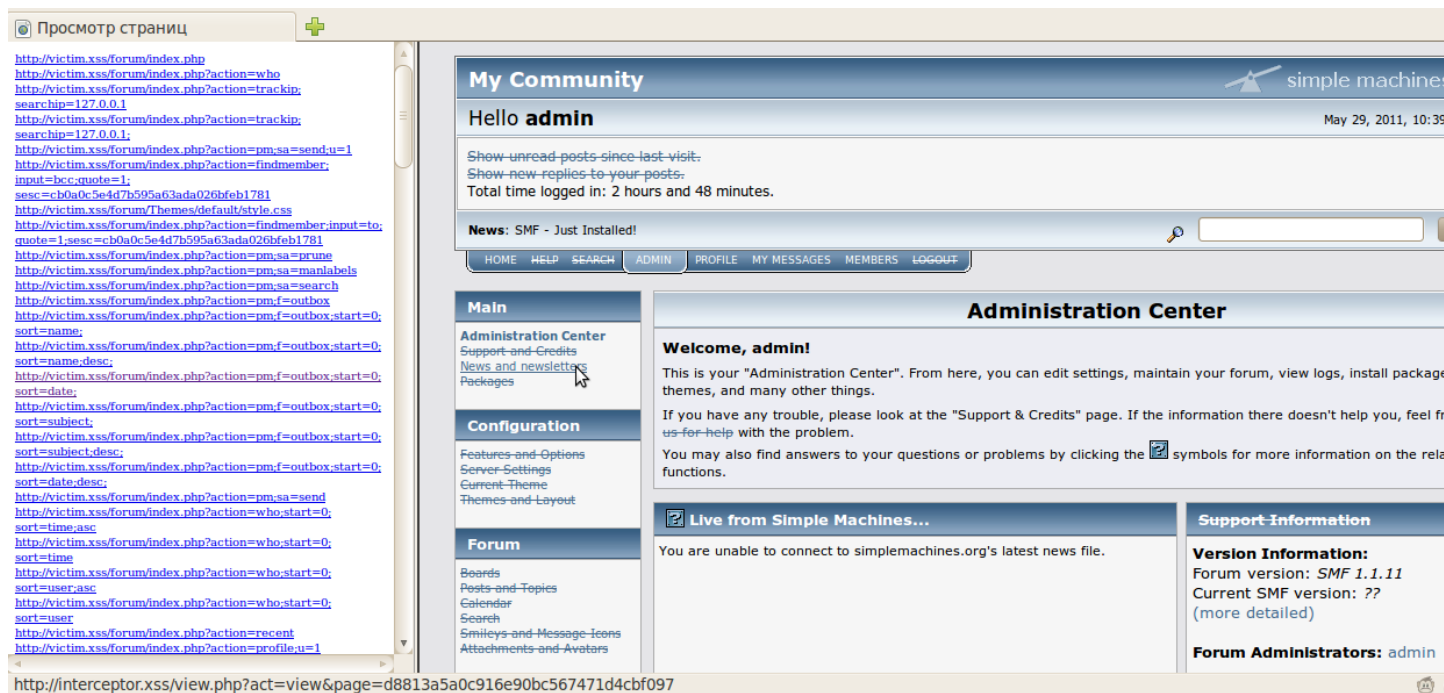 Просмотр страниц
http://victim.xss/forum/index.php
http://victim.xss/forum/index.php?action=who
http://victim.xss/forum/index.php?action=trackip;
searchip=127.0.0.1
http://victim.xss/forum/index.php?action=trackip;
searchip=127.0.0.1;
http://victim.xss/forum/index.php?action=pm;sa=send;u=1
http://victim.xss/forum/index.php?action=findmember;
input=bcc;quote=1;
sesc=cb0a0c5e4d7b595a63ada026bfeb1781
http://victim.xss/forum/Themes/default/style.css
http://victim.xss/forum/index.php?action=findmember;input=to;
quote=1;sesc=cb0a0c5e4d7b595a63ada026bfeb1781
http://victim.xss/forum/index.php?action=pm;sa=prune
http://victim.xss/forum/index.php?action=pm;sa=manlabels
http://victim.xss/forum/index.php?action=pm;sa=search
http://victim.xss/forum/index.php?action=pm;f=outbox
http://victim.xss/forum/index.php?action=pm;f=outbox;start=0;
sort=name;
http://victim.xss/forum/index.php?action=pm;f=outbox;start=0;
sort=name;desc;
http://victim.xss/forum/index.php?action=pm;f=outbox;start=0;
sort=date;
http://victim.xss/forum/index.php?action=pm;f=outbox;start=0;
sort=subject;
http://victim.xss/forum/index.php?action=pm;f=outbox;start=0;
sort=subject;desc;
http://victim.xss/forum/index.php?action=pm;f=outbox;start=0;
sort=date;desc;
http://victim.xss/forum/index.php?action=pm;sa=send
http://victim.xss/forum/index.php?action=who;start=0;
sort=time;asc
http://victim.xss/forum/index.php?action=who;start=0;
sort=time
http://victim.xss/forum/index.php?action=who;start=0;
sort=user;asc
http://victim.xss/forum/index.php?action=who;start=0;
sort=user
http://victim.xss/forum/index.php?action=recent
http://victim.xss/forum/index.php?action=profile;u=1
My Community
simple machines
Hello admin
May 29, 2011, 10:39
Show unread posts since last visit.
Show new replies to your posts.
Total time logged in: 2 hours and 48 minutes.
News: SMF - Just Installed!
HOME HELP SEARCH ADMIN PROFILE MY MESSAGES MEMBERS LOGOUT
Main
Administration Center
Support and Credits
News and newsletters
Packages
Configuration
Features and Options
Server Settings
Current Theme
Themes and Layout
Forum
Boards
Posts and Topics
Calendar
Search
Smileys and Message Icons
Attachments and Avatars
Administration Center
Welcome, admin!
This is your "Administration Center". From here, you can edit settings, maintain your forum, view logs, install package
themes, and many other things.
If you have any trouble, please look at the "Support & Credits" page. If the information there doesn't help you, feel fr
us for help with the problem.
You may also find answers to your questions or problems by clicking the ? symbols for more information on the rela
functions.
? Live from Simple Machines...
You are unable to connect to simplemachines.org's latest news file.
Support Information
Version Information:
Forum version: SMF 1.1.11
Current SMF version: ??
(more detailed)
Forum Administrators: admin
http://interceptor.xss/view.php?act=view&page=d8813a5a0c916e90bc567471d4cbf097